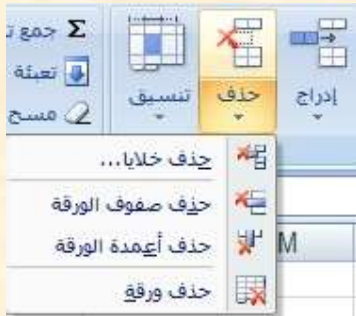 إدراج
حذف
تنسيق
Σ جمع
تعبئة
مسح
حذف خلايا...
حذف صفوف الورقة
حذف أعمدة الورقة
حذف ورقة
M